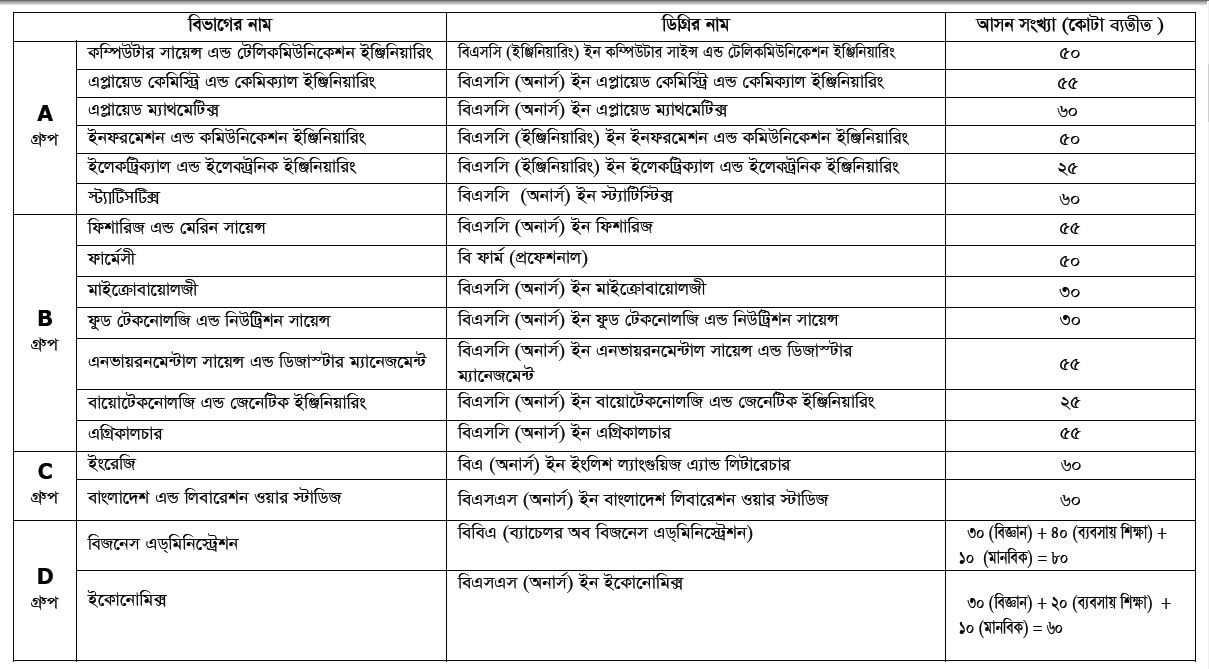 বিভাগের নাম ডিগ্রির নাম আসন সংখ্যা (কোটা ব্যতীত )
A
গ্রুপ
কম্পিউটার সায়েন্স এন্ড টেলিকমিউনিকেশন ইঞ্জিনিয়ারিং বিএসসি (ইঞ্জিনিয়ারিং) ইন কম্পিউটার সাইন্স এন্ড টেলিকমিউনিকেশন ইঞ্জিনিয়ারিং ৫০
এপ্লায়েড কেমিস্ট্রি এন্ড কেমিক্যাল ইঞ্জিনিয়ারিং বিএসসি (অনার্স) ইন এপ্লায়েড কেমিস্ট্রি এন্ড কেমিক্যাল ইঞ্জিনিয়ারিং ৫৫
এপ্লায়েড ম্যাথমেটিক্স বিএসসি (অনার্স) ইন এপ্লায়েড ম্যাথমেটিক্স ৬০
ইনফরমেশন এন্ড কমিউনিকেশন ইঞ্জিনিয়ারিং বিএসসি (ইঞ্জিনিয়ারিং) ইন ইনফরমেশন এন্ড কমিউনিকেশন ইঞ্জিনিয়ারিং ৫০
ইলেকট্রিক্যাল এন্ড ইলেকট্রনিক ইঞ্জিনিয়ারিং বিএসসি (ইঞ্জিনিয়ারিং) ইন ইলেকট্রিক্যাল এন্ড ইলেকট্রনিক ইঞ্জিনিয়ারিং ২৫
স্ট্যাটিসটিক্স বিএসসি (অনার্স) ইন স্ট্যাটিস্টিক্স ৬০
B
গ্রুপ
ফিশারিজ এন্ড মেরিন সায়েন্স বিএসসি (অনার্স) ইন ফিশারিজ ৫৫
ফার্মেসী বি ফার্ম (প্রফেশনাল) ৫০
মাইক্রোবায়োলজী বিএসসি (অনার্স) ইন মাইক্রোবায়োলজী ৩০
ফুড টেকনোলজি এন্ড নিউট্রিশন সায়েন্স বিএসসি (অনার্স) ইন ফুড টেকনোলজি এন্ড নিউট্রিশন সায়েন্স ৩০
এনভায়রনমেন্টাল সায়েন্স এন্ড ডিজাস্টার ম্যানেজমেন্ট বিএসসি (অনার্স) ইন এনভায়রনমেন্টাল সায়েন্স এন্ড ডিজাস্টার
ম্যানেজমেন্ট ৫৫
বায়োটেকনোলজি এন্ড জেনেটিক ইঞ্জিনিয়ারিং বিএসসি (অনার্স) ইন বায়োটেকনোলজি এন্ড জেনেটিক ইঞ্জিনিয়ারিং ২৫
এগ্রিকালচার বিএসসি (অনার্স) ইন এগ্রিকালচার ৫৫
C
গ্রুপ
ইংরেজি বিএ (অনার্স) ইন ইংলিশ ল্যাংগুয়িজ এ্যান্ড লিটারেচার ৬০
বাংলাদেশ এন্ড লিবারেশন ওয়ার স্টাডিজ বিএসএস (অনার্স) ইন বাংলাদেশ লিবারেশন ওয়ার স্টাডিজ ৬০
D
গ্রুপ
বিজনেস এড্মিনিস্ট্রেশন বিবিএ (ব্যাচেলর অব বিজনেস এড্মিনিস্ট্রেশন) ৩০ (বিজ্ঞান) + ৪০ (ব্যবসায় শিক্ষা) +
১০ (মানবিক) = ৮০
ইকোনোমিক্স বিএসএস (অনার্স) ইন ইকোনোমিক্স ৩০ (বিজ্ঞান) + ২০ (ব্যবসায় শিক্ষা) +
১০ (মানবিক) = ৬০